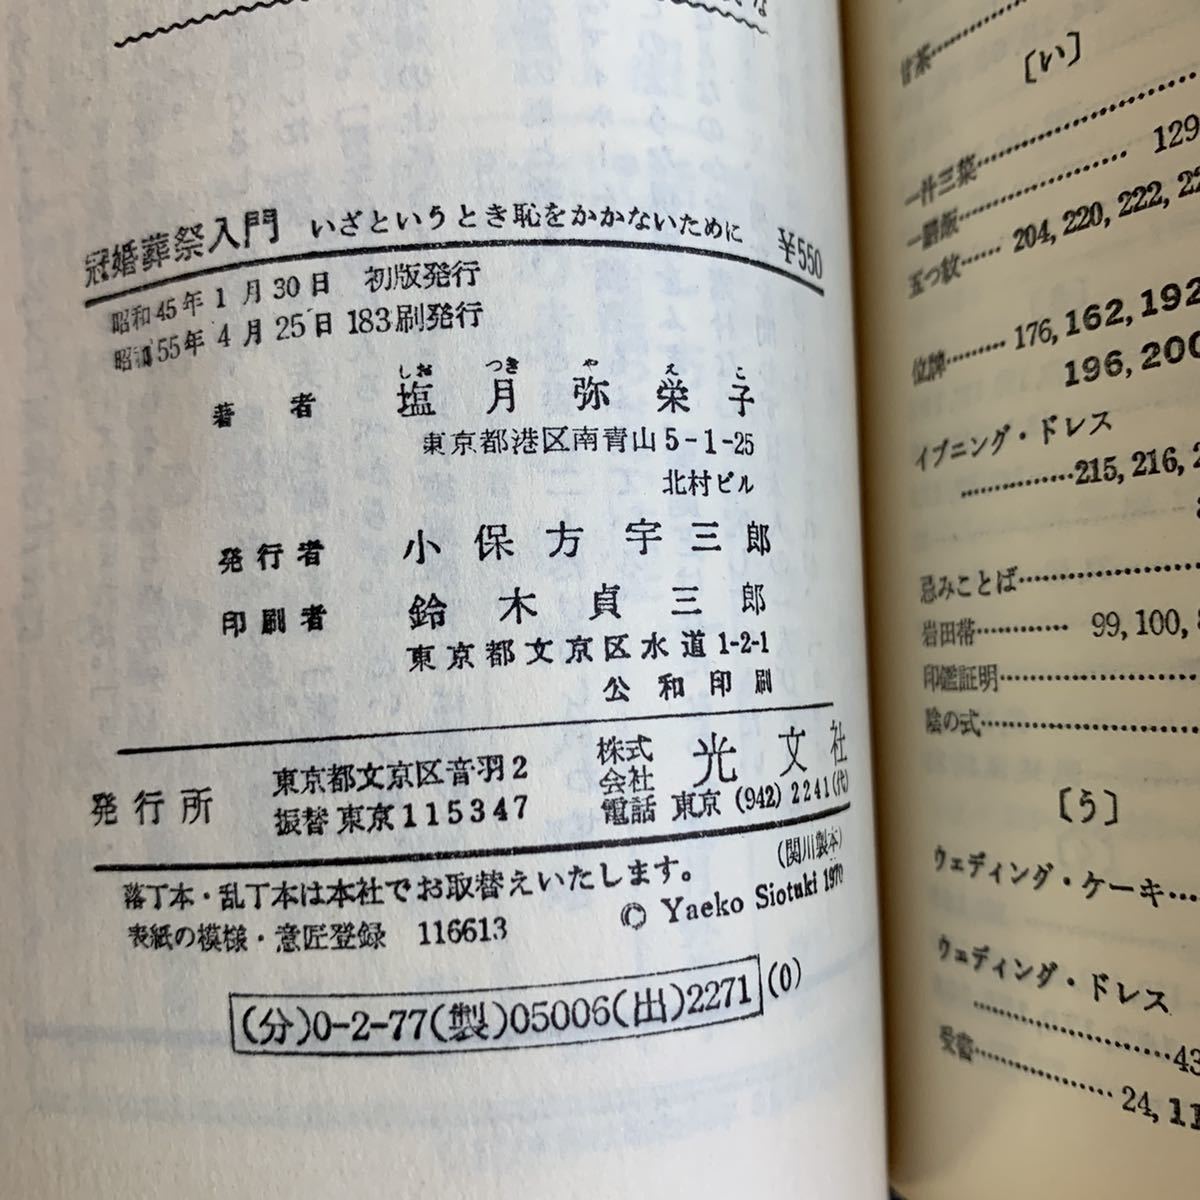 冠婚葬祭入門 いざというとき恥をかかないために ¥550
昭和45年1月30日 初版発行
昭和55年4月25日 183刷発行
しお つき や え こ
著者 塩月弥栄子
東京都港区南青山5-1-25
北村ビル
発行者 小保方宇三郎
印刷者 鈴木貞三郎
東京都文京区水道1-2-1
公和印刷
発行所
東京都文京区音羽2
振替東京115347
株式会社 光文社
電話 東京 (942) 2241(代)
落丁本・乱丁本は本社でお取替えいたします。
(関川製本)
表紙の模様・意匠登録 116613
© Yaeko Siotuki 1970
(分)0-2-77(製)05006(出)2271(0)
甘茶……
〔い〕
一汁三菜……
一膳飯…… 129
五つ紋…… 204, 220, 222, 22
位牌…… 176, 162, 192
196, 200
イブニング・ドレス
……215, 216, 2
忌みことば……
岩田帯…… 99, 100,
印鑑証明……
陰の式……
〔う〕
ウェディング・ケーキ…
ウェディング・ドレス
……43
受書…… 24, 11